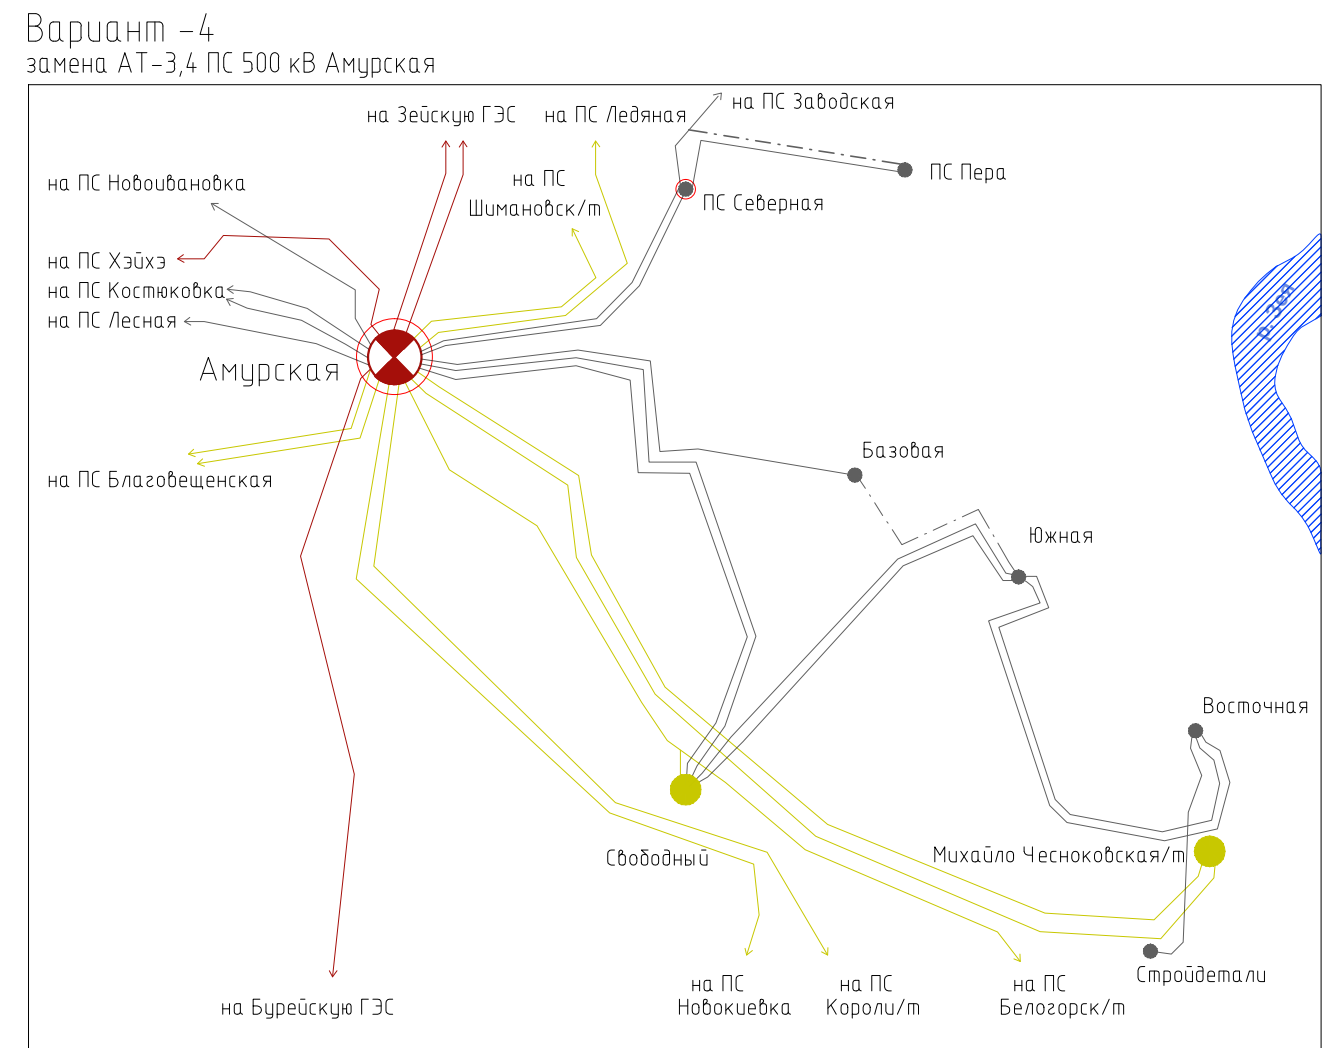 Вариант -4
замена АТ-3,4 ПС 500 кВ Амурская
на ПС Заводская
на Зейскую ГЭС
на ПС Ледяная
ПС Пера
на ПС
Шимановск/т
на ПС Новоивановка
ПС Северная
на ПС Хэйхэ
на ПС Костюковка
на ПС Лесная
р. Зея
Амурская
Базовая
на ПС Благовещенская
Южная
Восточная
Свободный
Михайло Чесноковская/т
Стройдетали
на ПС
Новокиевка
на ПС
Короли/т
на ПС
Белогорск/т
на Бурейскую ГЭС